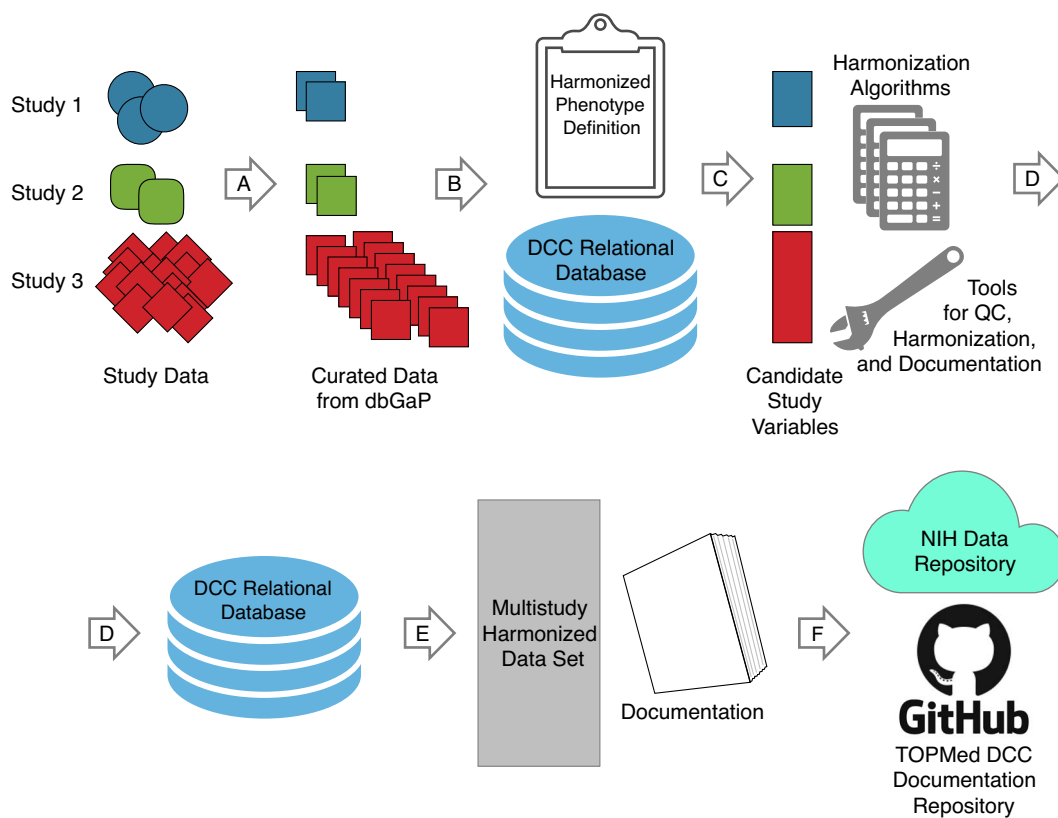 Study 1
Study 2
Study 3
Study Data
A
Curated Data
from dbGaP
B
Harmonized
Phenotype
Definition
DCC Relational
Database
C
Candidate
Study
Variables
Harmonization
Algorithms
÷
×
−
+
=
Tools
for QC,
Harmonization,
and Documentation
D
D
DCC Relational
Database
E
Multistudy
Harmonized
Data Set
Documentation
F
NIH Data
Repository
GitHub
TOPMed DCC
Documentation
Repository